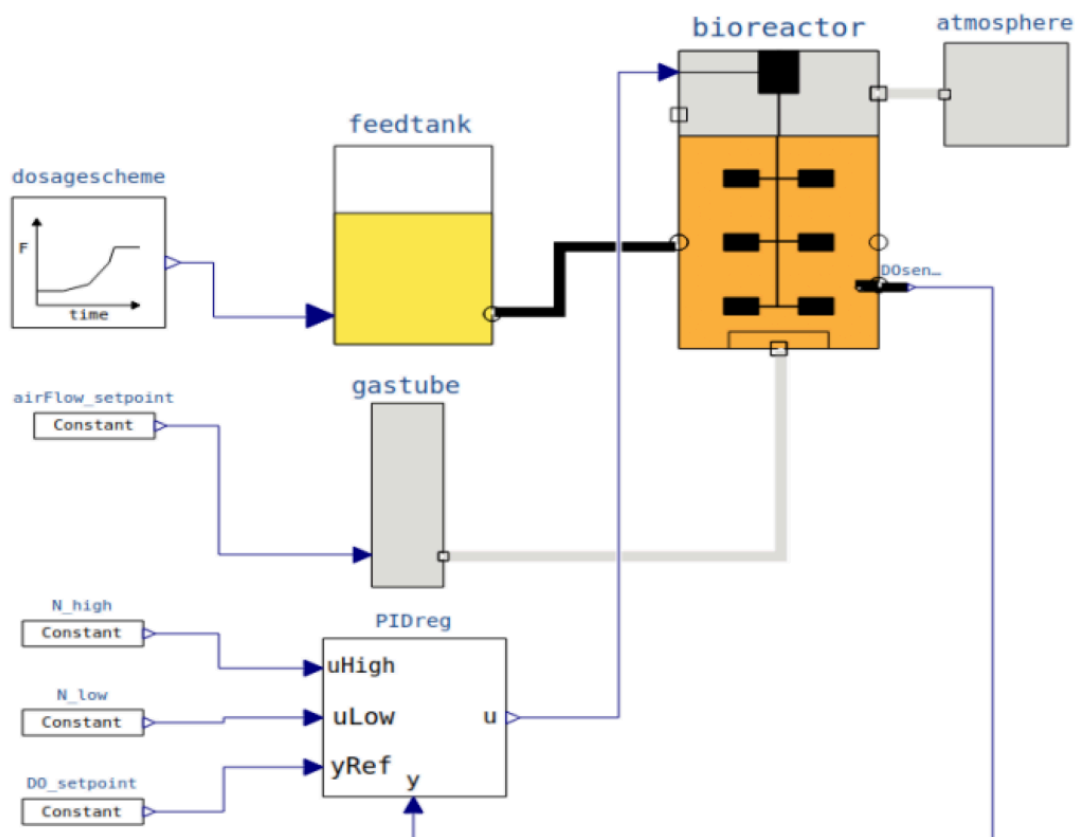 bioreactor
atmosphere
feedtank
dosagescheme
F
time
DOsen…
gastube
airFlow_setpoint
Constant
N_high
Constant
PIDreg
uHigh
N_low
Constant
uLow
u
yRef
DO_setpoint
Constant
y